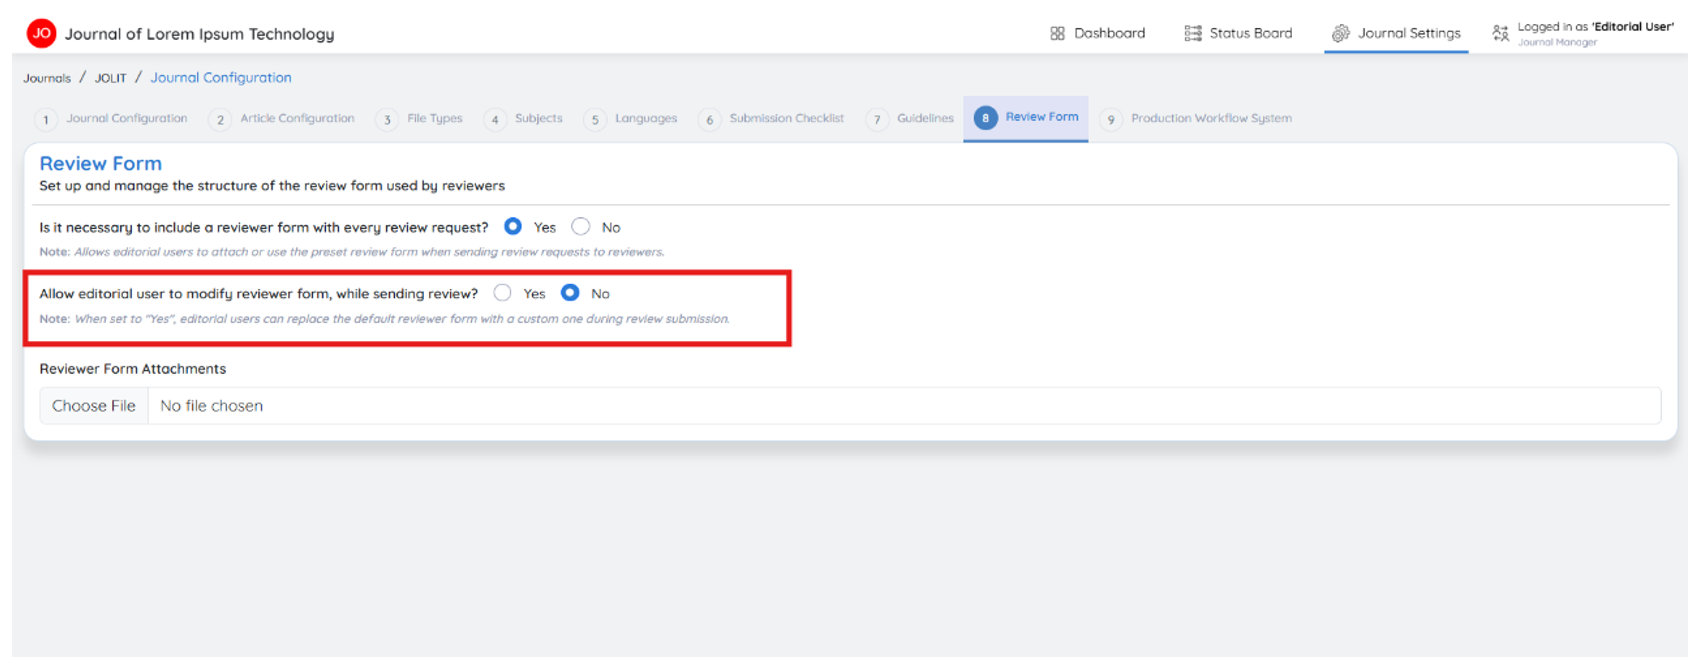 JO Journal of Lorem Ipsum Technology Dashboard Status Board Journal Settings Logged in as 'Editorial User'
Journal Manager
Journals / JOLIT / Journal Configuration
1 Journal Configuration 2 Article Configuration 3 File Types 4 Subjects 5 Languages 6 Submission Checklist 7 Guidelines 8 Review Form 9 Production Workflow System
Review Form
Set up and manage the structure of the review form used by reviewers
Is it necessary to include a reviewer form with every review request? Yes No
Note: Allows editorial users to attach or use the preset review form when sending review requests to reviewers.
Allow editorial user to modify reviewer form, while sending review? Yes No
Note: When set to "Yes", editorial users can replace the default reviewer form with a custom one during review submission.
Reviewer Form Attachments
Choose File No file chosen